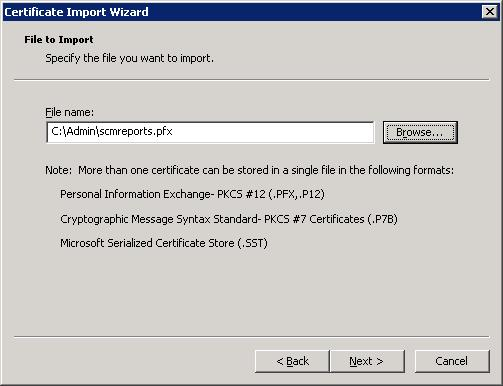 Certificate Import Wizard
File to Import
Specify the file you want to import.
File name:
C:\Admin\scmreports.pfx
Browse...
Note: More than one certificate can be stored in a single file in the following formats:
Personal Information Exchange- PKCS #12 (.PFX,.P12)
Cryptographic Message Syntax Standard- PKCS #7 Certificates (.P7B)
Microsoft Serialized Certificate Store (.SST)
< Back
Next >
Cancel